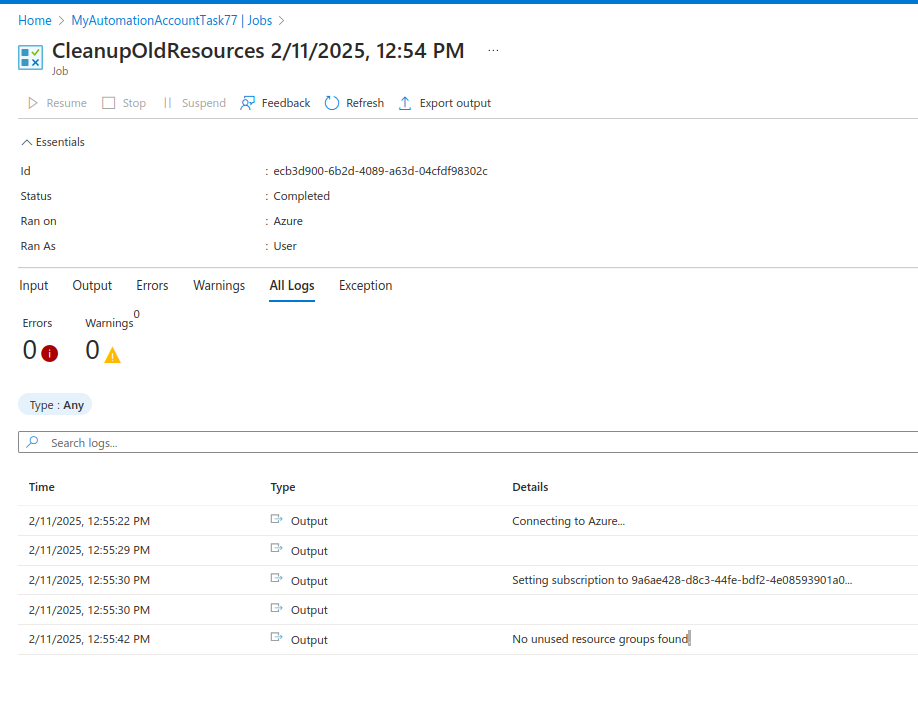 Home > MyAutomationAccountTask77 | Jobs >
CleanupOldResources 2/11/2025, 12:54 PM ...
Job
Resume Stop Suspend Feedback Refresh Export output
Essentials
Id : ecb3d900-6b2d-4089-a63d-04cfdf98302c
Status : Completed
Ran on : Azure
Ran As : User
Input Output Errors Warnings All Logs Exception
Errors Warnings 0
0 0
Type : Any
Search logs...
Time Type Details
2/11/2025, 12:55:22 PM Output Connecting to Azure...
2/11/2025, 12:55:29 PM Output
2/11/2025, 12:55:30 PM Output Setting subscription to 9a6ae428-d8c3-44fe-bdf2-4e08593901a0...
2/11/2025, 12:55:30 PM Output
2/11/2025, 12:55:42 PM Output No unused resource groups found